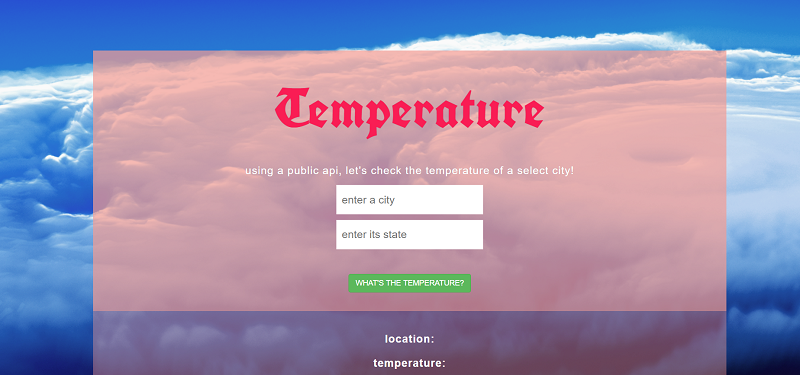 Temperature
using a public api, let's check the temperature of a select city!
enter a city
enter its state
WHAT'S THE TEMPERATURE?
location:
temperature: